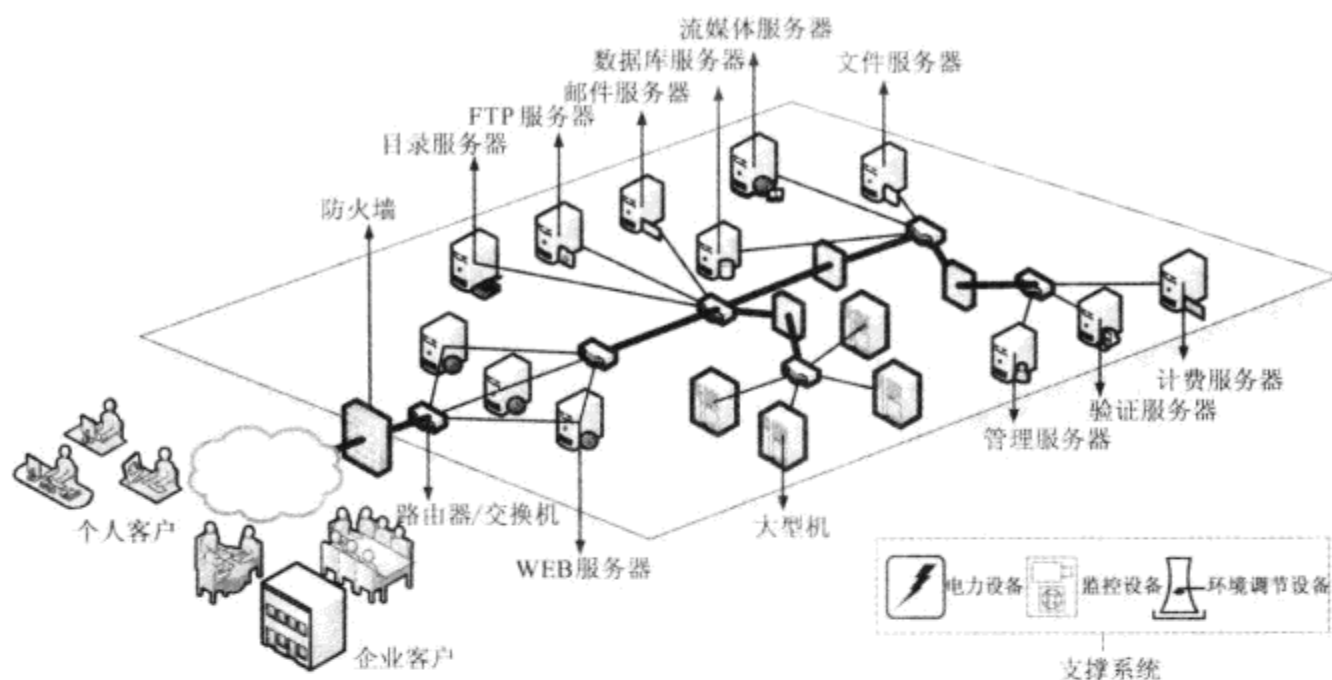 流媒体服务器
数据库服务器
文件服务器
邮件服务器
FTP服务器
目录服务器
防火墙
计费服务器
验证服务器
管理服务器
路由器/交换机
大型机
个人客户
WEB服务器
电力设备
监控设备
环境调节设备
企业客户
支撑系统